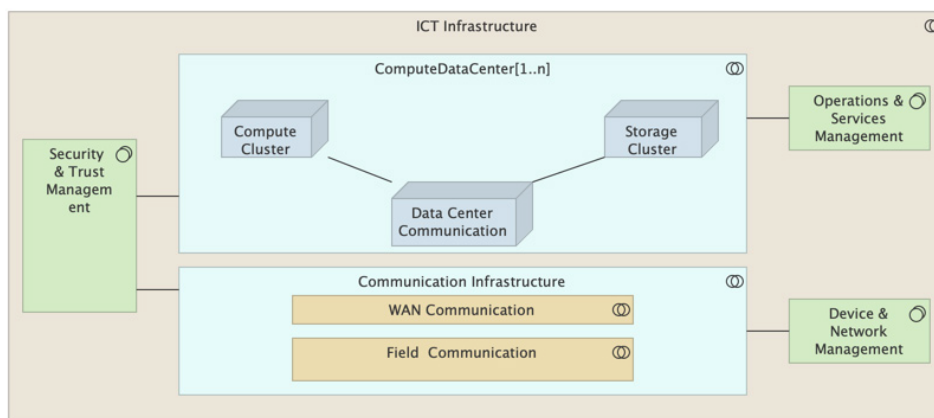 ICT Infrastructure
ComputeDataCenter[1..n]
Compute
Cluster
Storage
Cluster
Data Center
Communication
Operations &
Services
Management
Security
& Trust
Managem
ent
Communication Infrastructure
WAN Communication
Field  Communication
Device &
Network
Management